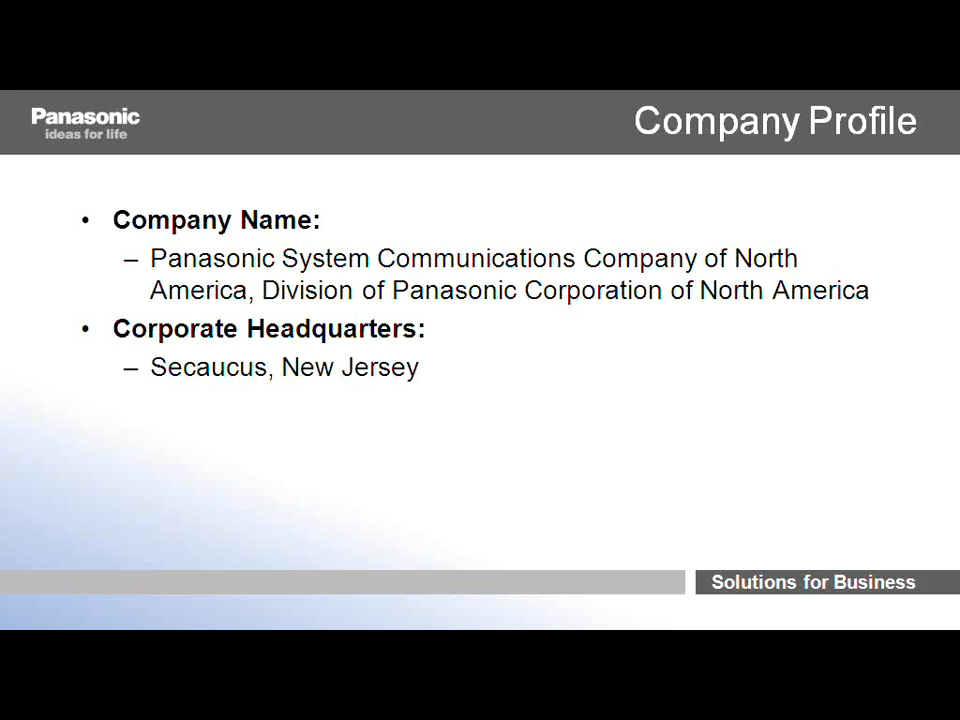 Panasonic
ideas for life
Company Profile
• Company Name:
– Panasonic System Communications Company of North
America, Division of Panasonic Corporation of North America
• Corporate Headquarters:
– Secaucus, New Jersey
Solutions for Business